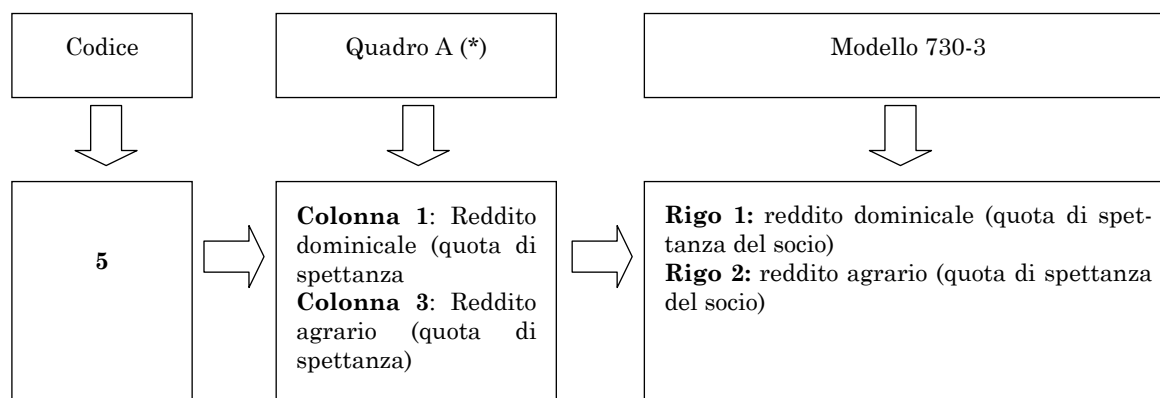 Codice
Quadro A (*)
Modello 730-3
5
Colonna 1: Reddito
dominicale (quota di
spettanza
Colonna 3: Reddito
agrario (quota di
spettanza)
Rigo 1: reddito dominicale (quota di spet-
tanza del socio)
Rigo 2: reddito agrario (quota di spettanza
del socio)